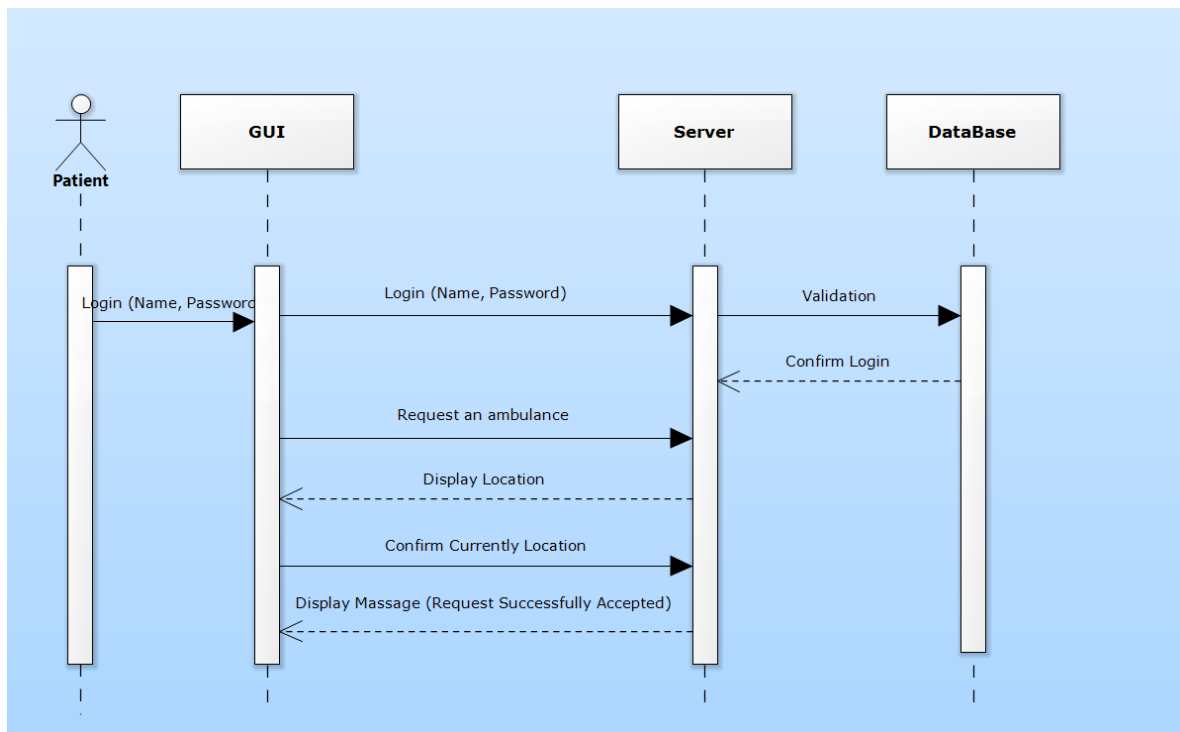 Patient
GUI
Server
DataBase
Login (Name, Password
Login (Name, Password)
Validation
Confirm Login
Request an ambulance
Display Location
Confirm Currently Location
Display Massage (Request Successfully Accepted)